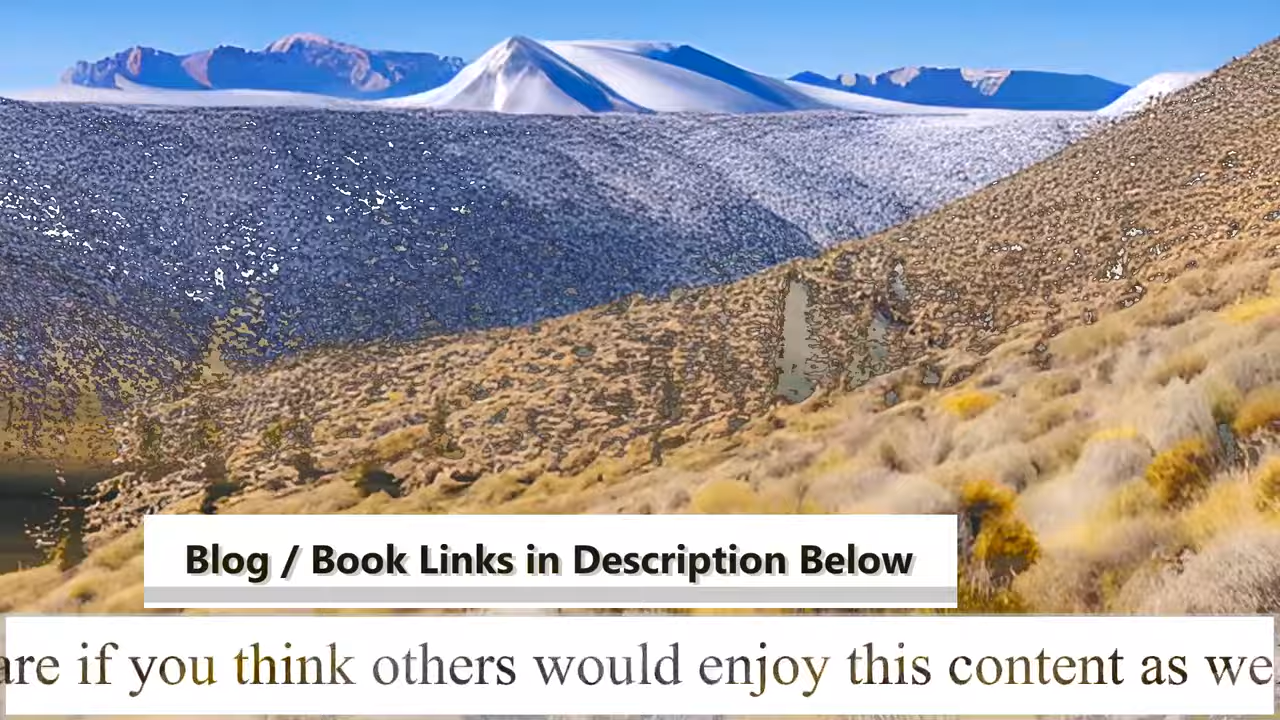 Blog / Book Links in Description Below
are if you think others would enjoy this content as we